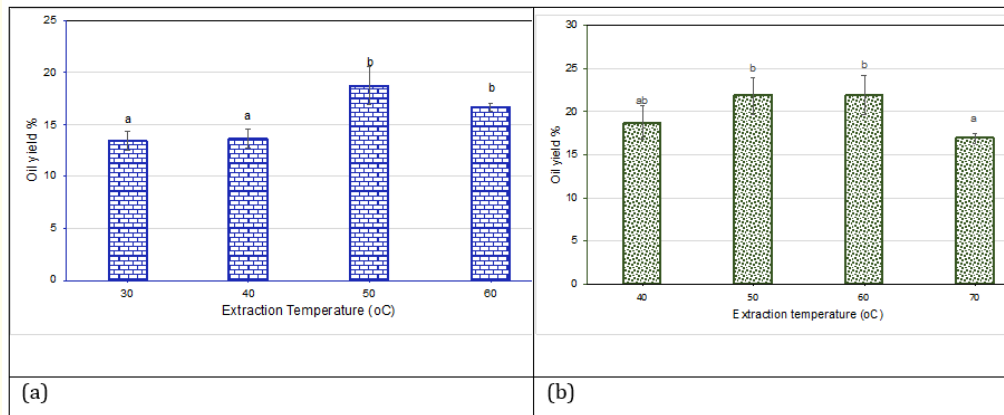 25
20
15
10
5
0
Oil yield %
a
a
b
b
30
40
50
60
Extraction Temperature (oC)
(a)
30
25
20
15
10
5
0
Oil yield %
ab
b
b
a
40
50
60
70
Extraction temperature (oC)
(b)